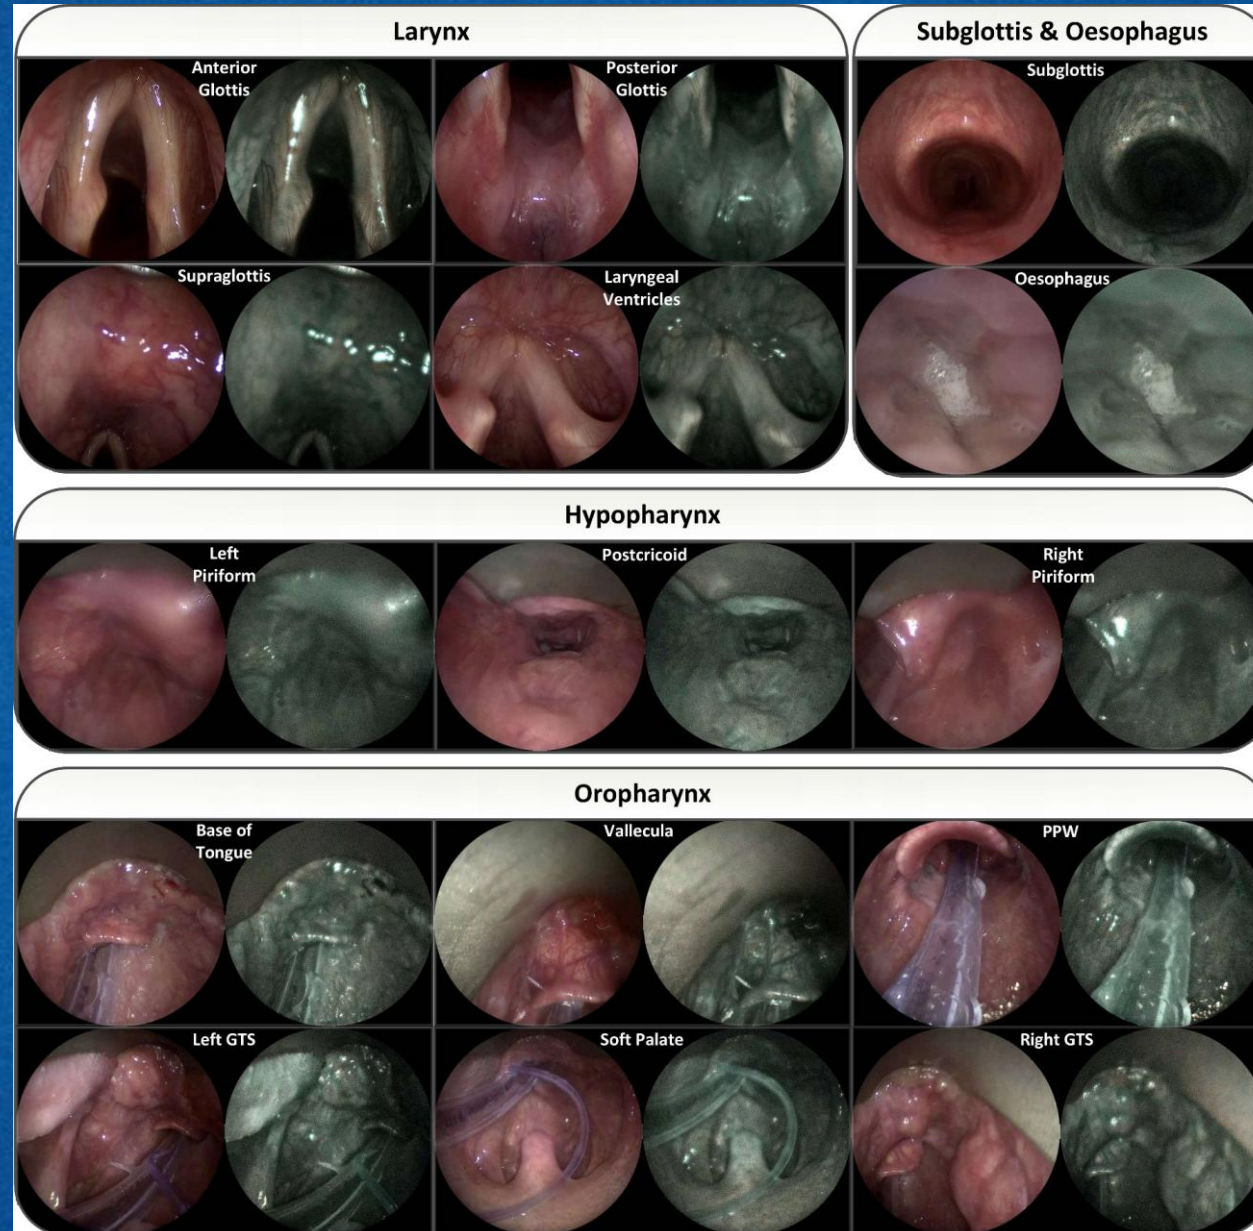 Larynx
Subglottis & Oesophagus
Anterior
Glottis
Posterior
Glottis
Subglottis
Supraglottis
Laryngeal
Ventricles
Oesophagus
Hypopharynx
Left
Piriform
Postcricoid
Right
Piriform
Oropharynx
Base of
Tongue
Vallecula
PPW
Left GTS
Soft Palate
Right GTS